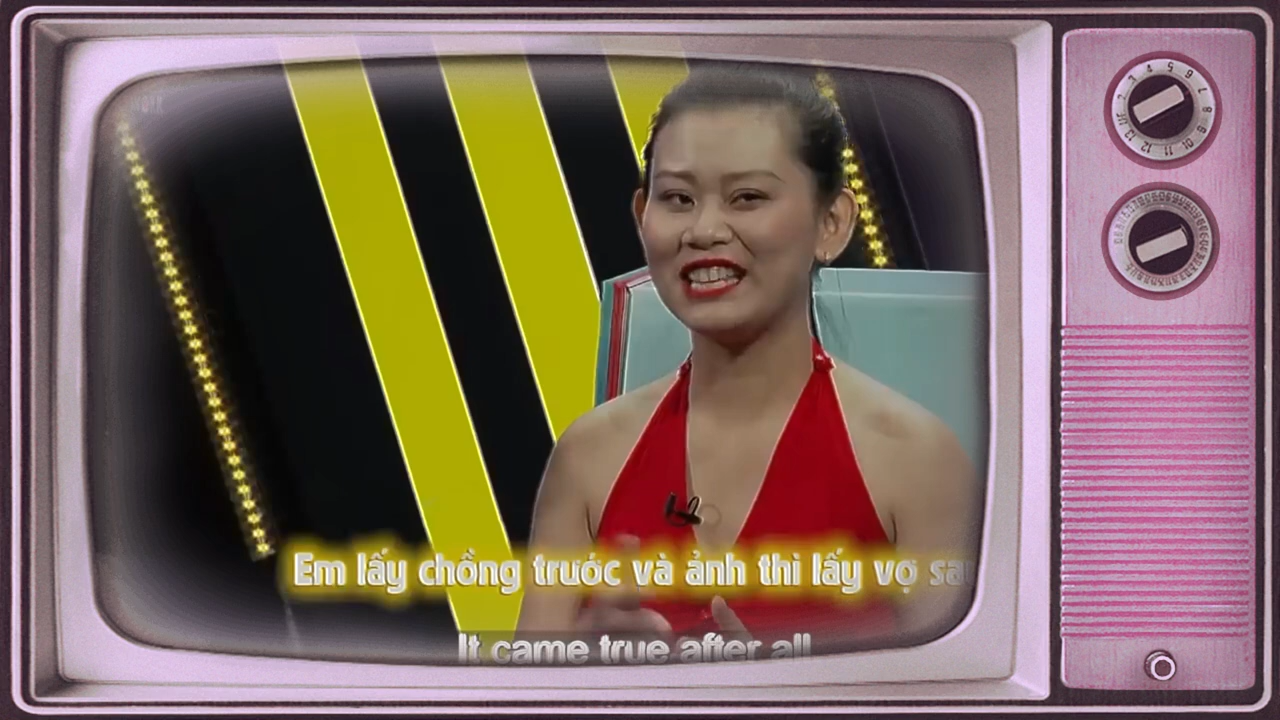 Em lấy chồng trước và ảnh thì lấy vợ sau
It came true after all